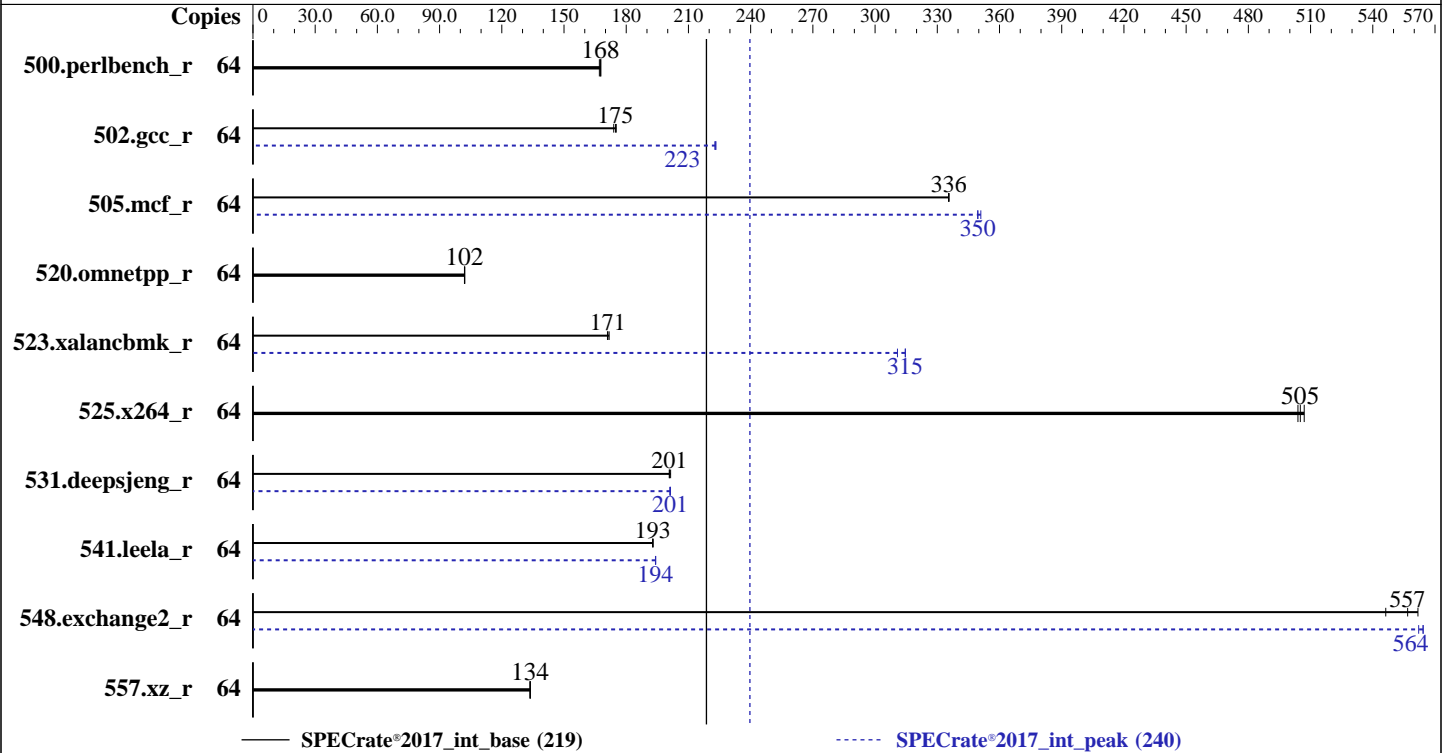 Copies 0 30.0 60.0 90.0 120 150 180 210 240 270 300 330 360 390 420 450 480 510 540 570
168
500.perlbench_r 64
175
502.gcc_r 64
223
336
505.mcf_r 64
350
102
520.omnetpp_r 64
171
523.xalancbmk_r 64
315
505
525.x264_r 64
201
531.deepsjeng_r 64
201
193
541.leela_r 64
194
557
548.exchange2_r 64
564
134
557.xz_r 64
SPECrate®2017_int_base (219) SPECrate®2017_int_peak (240)